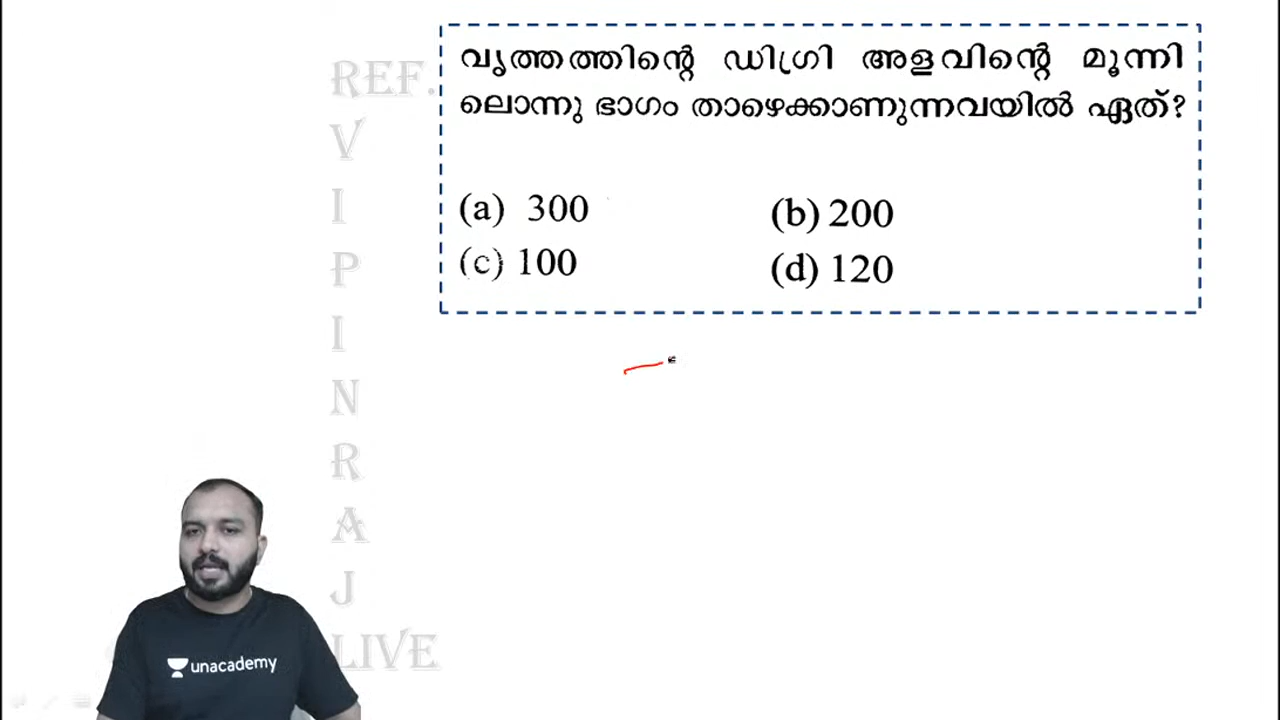 REF.
V
I
P
I
N
R
A
J
LIVE
വൃത്തത്തിന്റെ ഡിഗ്രി അളവിന്റെ മൂന്നി
ലൊന്നു ഭാഗം താഴെക്കാണുന്നവയിൽ ഏത്?
(a) 300 (b) 200
(c) 100 (d) 120
unacademy